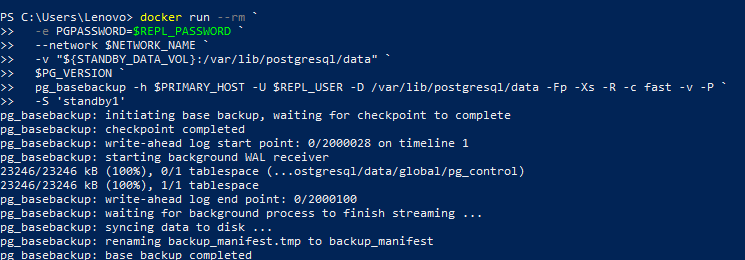 PS C:\Users\Lenovo> docker run --rm `
>>   -e PGPASSWORD=$REPL_PASSWORD `
>>   --network $NETWORK_NAME `
>>   -v "${STANDBY_DATA_VOL}:/var/lib/postgresql/data" `
>>   $PG_VERSION `
>>   pg_basebackup -h $PRIMARY_HOST -U $REPL_USER -D /var/lib/postgresql/data -Fp -Xs -R -c fast -v -P `
>>   -S 'standby1'
pg_basebackup: initiating base backup, waiting for checkpoint to complete
pg_basebackup: checkpoint completed
pg_basebackup: write-ahead log start point: 0/2000028 on timeline 1
pg_basebackup: starting background WAL receiver
23246/23246 kB (100%), 0/1 tablespace (...ostgresql/data/global/pg_control)
23246/23246 kB (100%), 1/1 tablespace
pg_basebackup: write-ahead log end point: 0/2000100
pg_basebackup: waiting for background process to finish streaming ...
pg_basebackup: syncing data to disk ...
pg_basebackup: renaming backup_manifest.tmp to backup_manifest
pg_basebackup: base backup completed